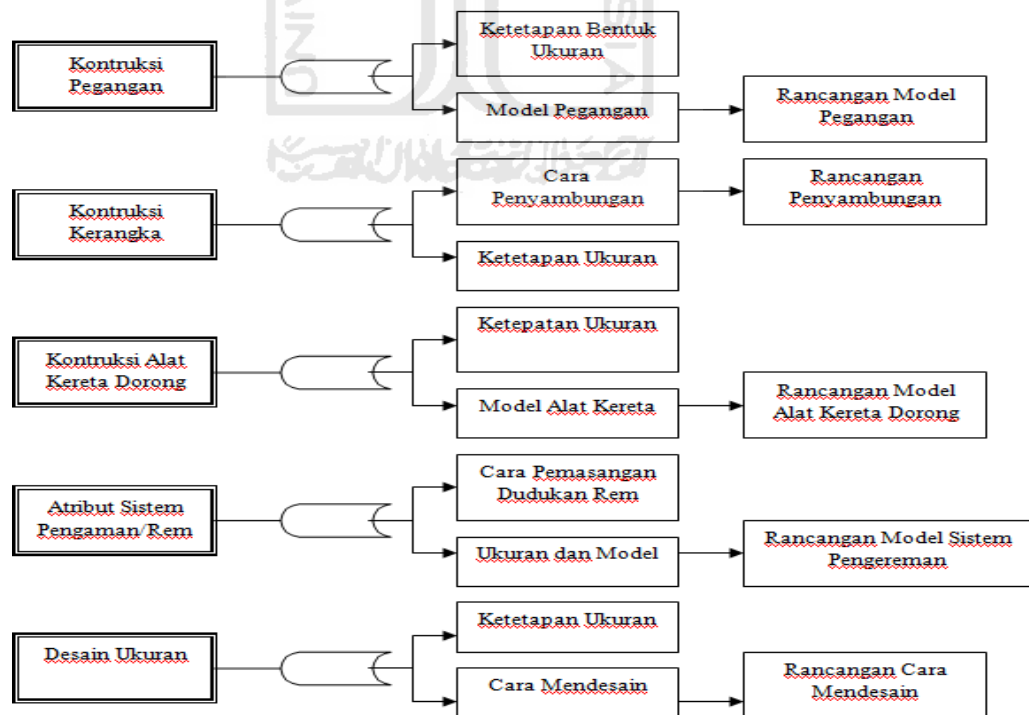 Kontruksi
Pegangan
Ketetapan Bentuk
Ukuran
Model Pegangan
Rancangan Model
Pegangan
Kontruksi
Kerangka
Cara
Penyambungan
Rancangan
Penyambungan
Ketetapan Ukuran
Kontruksi Alat
Kereta Dorong
Ketepatan Ukuran
Model Alat Kereta
Rancangan Model
Alat Kereta Dorong
Atribut Sistem
Pengaman/Rem
Cara Pemasangan
Dudukan Rem
Ukuran dan Model
Rancangan Model Sistem
Pengereman
Desain Ukuran
Ketetapan Ukuran
Cara Mendesain
Rancangan Cara
Mendesain